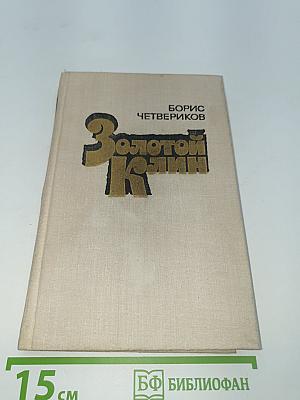 БОРИС
ЧЕТВЕРИКОВ
ЗОЛОТОЙ
КЛИН
15 см
БФ БИБЛИОФАН